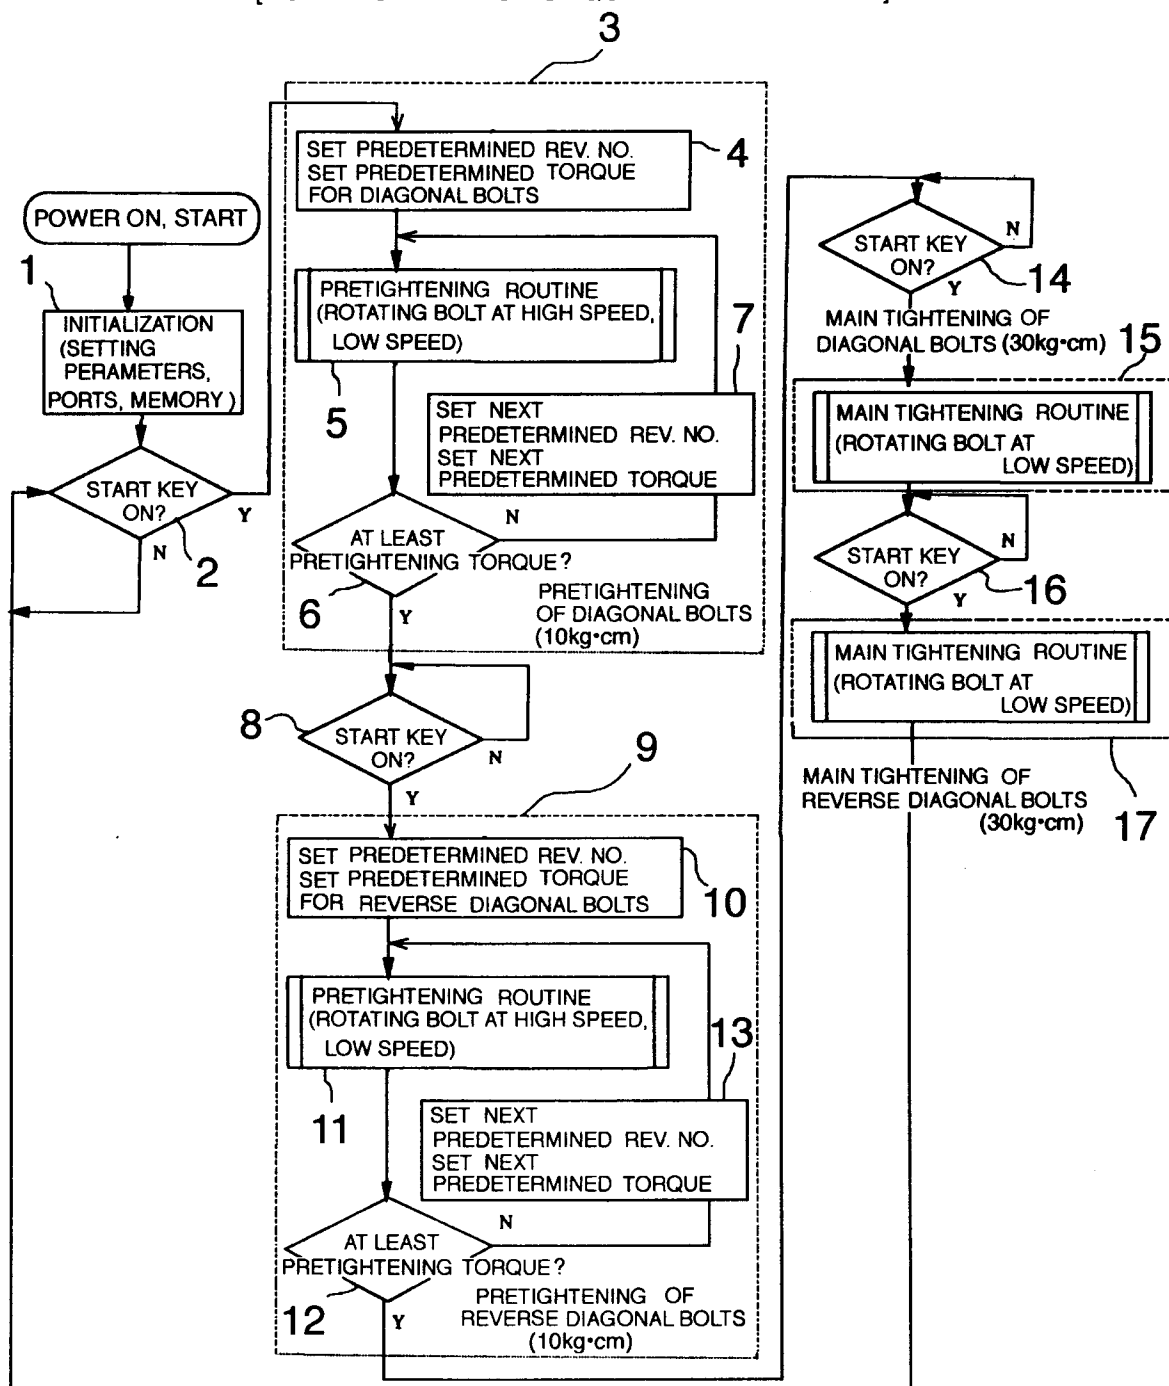 3
SET PREDETERMINED REV. NO.
SET PREDETERMINED TORQUE
FOR DIAGONAL BOLTS
4
POWER ON, START
1
INITIALIZATION
(SETTING
PERAMETERS,
PORTS, MEMORY)
START KEY
ON?
Y
N
2
PRETIGHTENING ROUTINE
(ROTATING BOLT AT HIGH SPEED,
LOW SPEED)
5
7
SET NEXT
PREDETERMINED REV. NO.
SET NEXT
PREDETERMINED TORQUE
AT LEAST
PRETIGHTENING TORQUE?
N
6
Y
PRETIGHTENING
OF DIAGONAL BOLTS
(10kg•cm)
8
START KEY
ON?
N
Y
9
SET PREDETERMINED REV. NO.
SET PREDETERMINED TORQUE
FOR REVERSE DIAGONAL BOLTS
10
PRETIGHTENING ROUTINE
(ROTATING BOLT AT HIGH SPEED,
LOW SPEED)
11
13
SET NEXT
PREDETERMINED REV. NO.
SET NEXT
PREDETERMINED TORQUE
AT LEAST
PRETIGHTENING TORQUE?
N
12
Y
PRETIGHTENING OF
REVERSE DIAGONAL BOLTS
(10kg•cm)
START KEY
ON?
N
Y
14
MAIN TIGHTENING OF
DIAGONAL BOLTS (30kg•cm)
15
MAIN TIGHTENING ROUTINE
(ROTATING BOLT AT
LOW SPEED)
START KEY
ON?
N
Y
16
MAIN TIGHTENING ROUTINE
(ROTATING BOLT AT
LOW SPEED)
MAIN TIGHTENING OF
REVERSE DIAGONAL BOLTS
(30kg•cm)
17